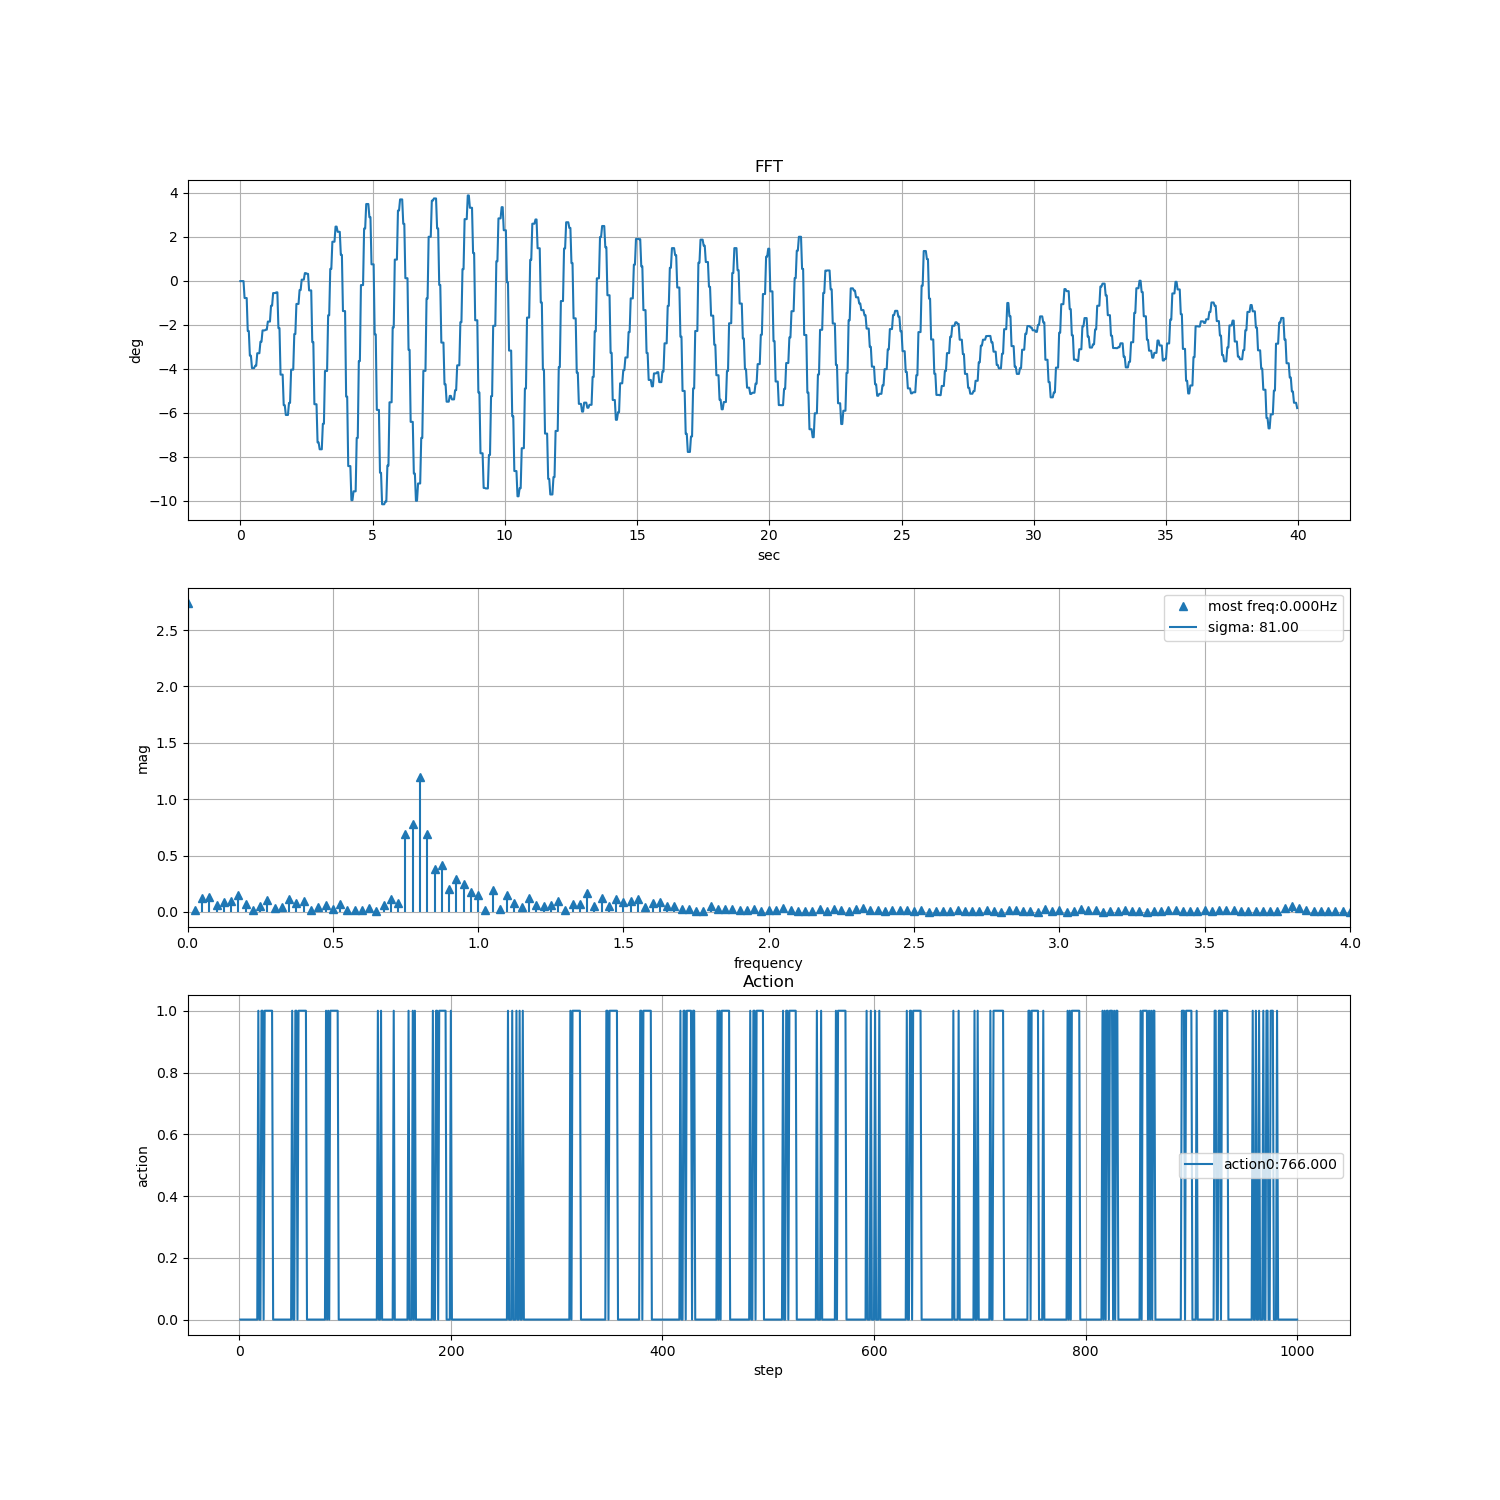 FFT
4
2
0
−2
−4
−6
−8
−10
deg
0 5 10 15 20 25 30 35 40
sec
most freq:0.000Hz
sigma: 81.00
2.5
2.0
1.5
1.0
0.5
0.0
mag
0.0 0.5 1.0 1.5 2.0 2.5 3.0 3.5 4.0
frequency
Action
1.0
0.8
0.6
0.4
0.2
0.0
action
action0:766.000
0 200 400 600 800 1000
step